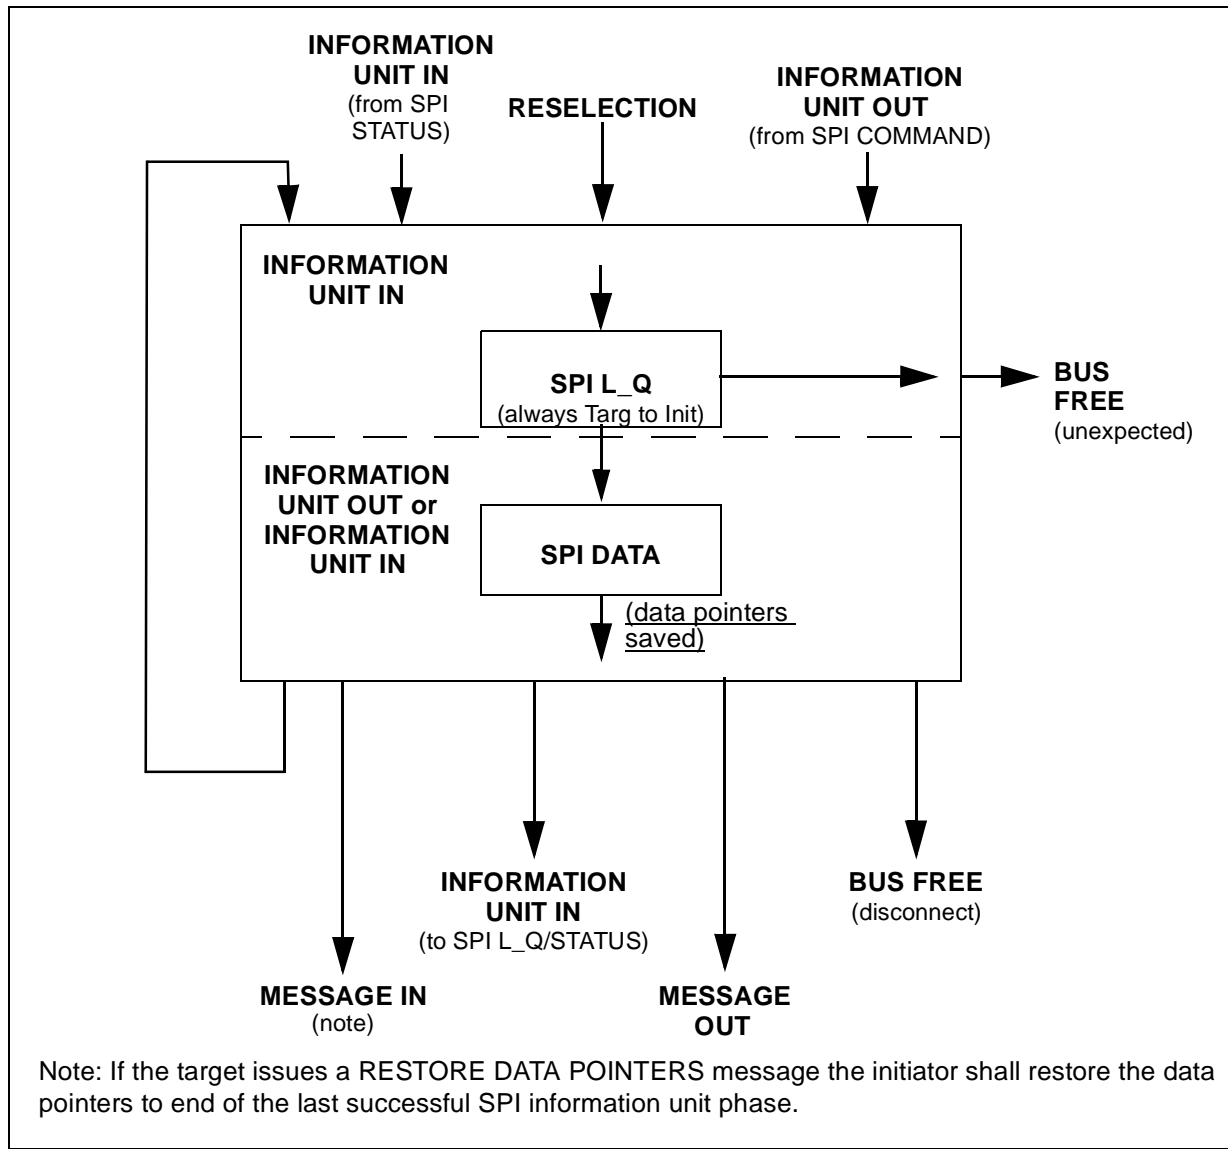 INFORMATION
UNIT IN
(from SPI
STATUS)
RESELECTION
INFORMATION
UNIT OUT
(from SPI COMMAND)
INFORMATION
UNIT IN
SPI L_Q
(always Targ to Init)
BUS
FREE
(unexpected)
INFORMATION
UNIT OUT or
INFORMATION
UNIT IN
SPI DATA
(data pointers
saved)
INFORMATION
UNIT IN
(to SPI L_Q/STATUS)
BUS FREE
(disconnect)
MESSAGE IN
(note)
MESSAGE
OUT
Note: If the target issues a RESTORE DATA POINTERS message the initiator shall restore the data
pointers to end of the last successful SPI information unit phase.